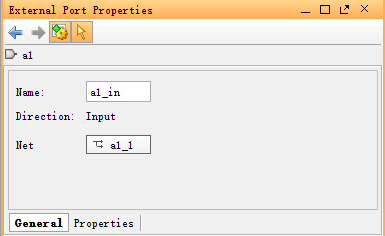 External Port Properties
a1
Name: a1_in
Direction: Input
Net a1_1
General Properties